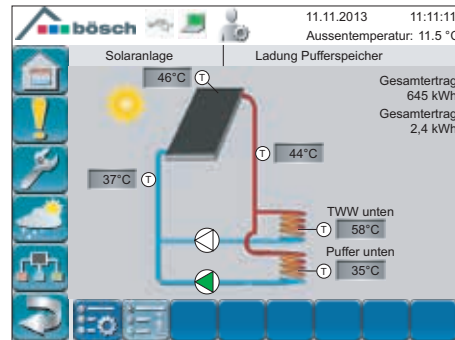 bösch
11.11.2013 11:11:11
Aussentemperatur: 11.5 °C
Solaranlage Ladung Pufferspeicher
46°C T
Gesamtertrag
645 kWh
Gesamtertrag
2,4 kWh
T 44°C
37°C T
TWW unten
T 58°C
Puffer unten
T 35°C